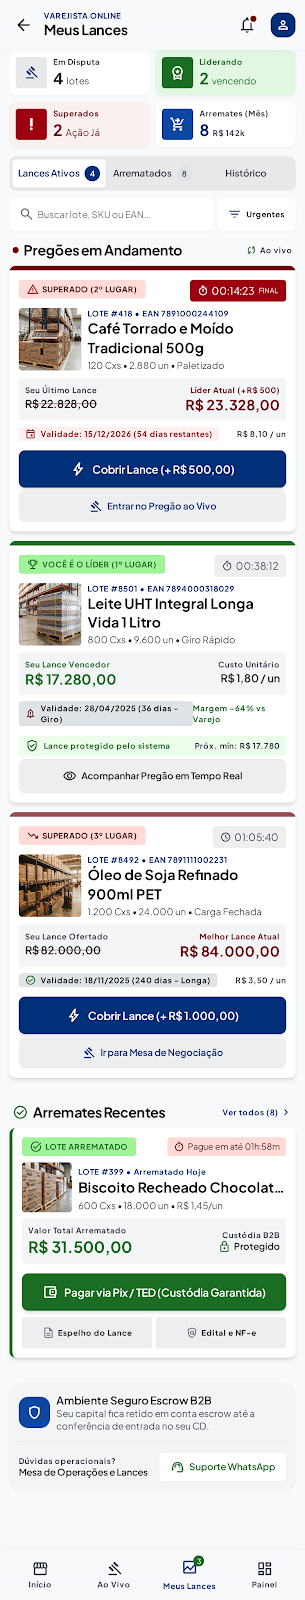 VAREJISTA ONLINE
Meus Lances
Em Disputa
4 lotes
Liderando
2 vencendo
Superados
2 Ação Já
Arremates (Mês)
8 R$ 142k
Lances Ativos 4
Arrematados 8
Histórico
Buscar lote, SKU ou EAN...
Urgentes
Pregões em Andamento
Ao vivo
SUPERADO (2º LUGAR)
00:14:23 FINAL
LOTE #418 • EAN 7891000244109
Café Torrado e Moído
Tradicional 500g
120 Cxs • 2.880 un • Paletizado
Seu Último Lance
R$ 22.828,00
Líder Atual (+R$ 500)
R$ 23.328,00
Validade: 15/12/2026 (54 dias restantes)
R$ 8,10 / un
Cobrir Lance (+ R$ 500,00)
Entrar no Pregão ao Vivo
VOCÊ É O LÍDER (1º LUGAR)
00:38:12
LOTE #8501 • EAN 7894000318029
Leite UHT Integral Longa
Vida 1 Litro
800 Cxs • 9.600 un • Giro Rápido
Seu Lance Vencedor
R$ 17.280,00
Custo Unitário
R$ 1,80 / un
Validade: 28/04/2025 (36 dias -
Giro)
Margem ~64% vs
Varejo
Lance protegido pelo sistema
Próx. mín: R$ 17.780
Acompanhar Pregão em Tempo Real
SUPERADO (3º LUGAR)
01:05:40
LOTE #8492 • EAN 7891111002231
Óleo de Soja Refinado
900ml PET
1.200 Cxs • 24.000 un • Carga Fechada
Seu Lance Ofertado
R$ 82.000,00
Melhor Lance Atual
R$ 84.000,00
Validade: 18/11/2025 (240 dias - Longa)
R$ 3,50 / un
Cobrir Lance (+ R$ 1.000,00)
Ir para Mesa de Negociação
Arremates Recentes
Ver todos (8)
LOTE ARREMATADO
Pague em até 01h:58m
LOTE #399 • Arrematado Hoje
Biscoito Recheado Chocolat...
600 Cxs • 18.000 un • R$ 1,45/un
Valor Total Arrematado
R$ 31.500,00
Custódia B2B
Protegido
Pagar via Pix / TED (Custódia Garantida)
Espelho do Lance
Edital e NF-e
Ambiente Seguro Escrow B2B
Seu capital fica retido em conta escrow até a
conferência de entrada no seu CD.
Dúvidas operacionais?
Mesa de Operações e Lances
Suporte WhatsApp
Início
Ao Vivo
3
Meus Lances
Painel